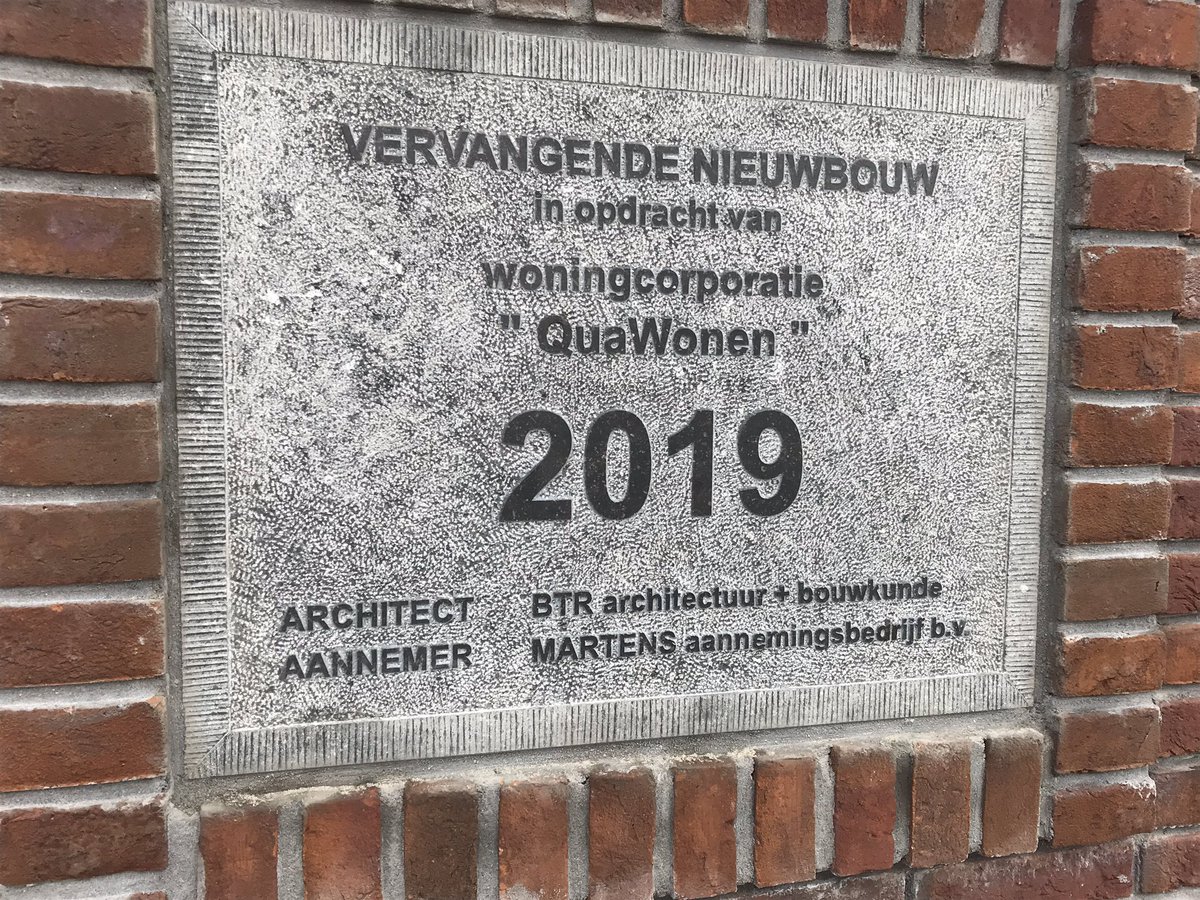 VERVANGENDE NIEUWBOUW
in opdracht van
woningcorporatie
" QuaWonen "
2019
ARCHITECT BTR architectuur + bouwkunde
AANNEMER MARTENS aannemingsbedrijf b.v